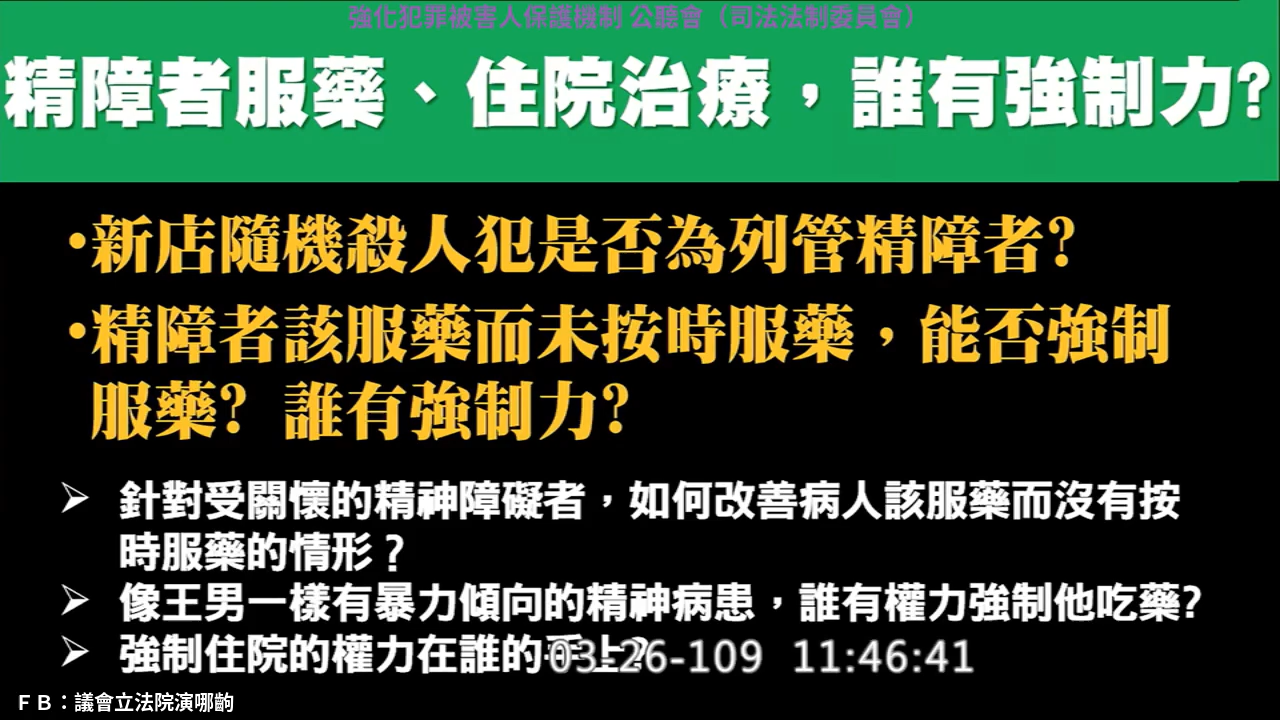 強化犯罪被害人保護機制 公聽會（司法法制委員會）
精障者服藥、住院治療，誰有強制力?
•新店隨機殺人犯是否為列管精障者?
•精障者該服藥而未按時服藥，能否強制
服藥? 誰有強制力?
➢ 針對受關懷的精神障礙者，如何改善病人該服藥而沒有按
時服藥的情形？
➢ 像王男一樣有暴力傾向的精神病患，誰有權力強制他吃藥?
➢ 強制住院的權力在誰的手上?
03-26-109 11:46:41
ＦＢ：議會立法院演哪齣